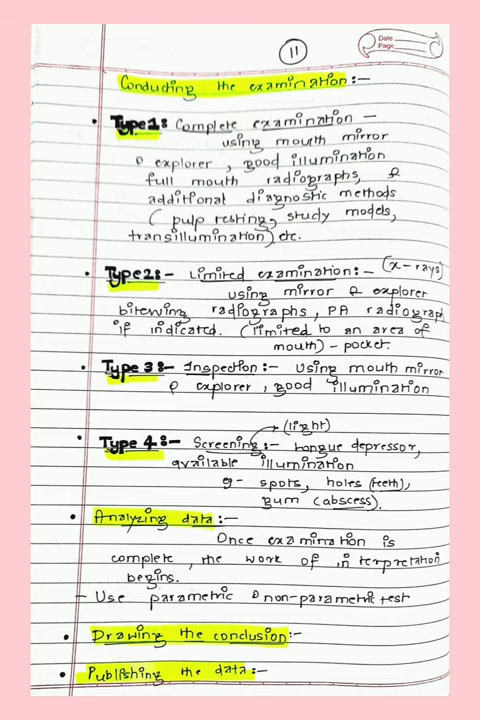 11
Date
Page
Conducting the examination :-
• Type 1 : Complete examination -
using mouth mirror
& explorer , good illumination
full mouth radiographs, &
additional diagnostic methods
( pulp testing, study models,
transillumination) etc.
• Type 2 :- Limited examination :- (x-rays)
using mirror & explorer
bitewing radiographs, PA radiograph
if indicated. (limited to an area of
mouth) - pocket.
• Type 3 :- Inspection :- Using mouth mirror
& explorer , good illumination
(light)
• Type 4 :- Screening :- tongue depressor,
available illumination
eg- spots, holes (teeth),
gum (abscess).
• Analyzing data :-
Once examination is
complete, the work of interpretation
begins.
- Use parametric & non-parametric test
• Drawing the conclusion :-
• Publishing the data :-